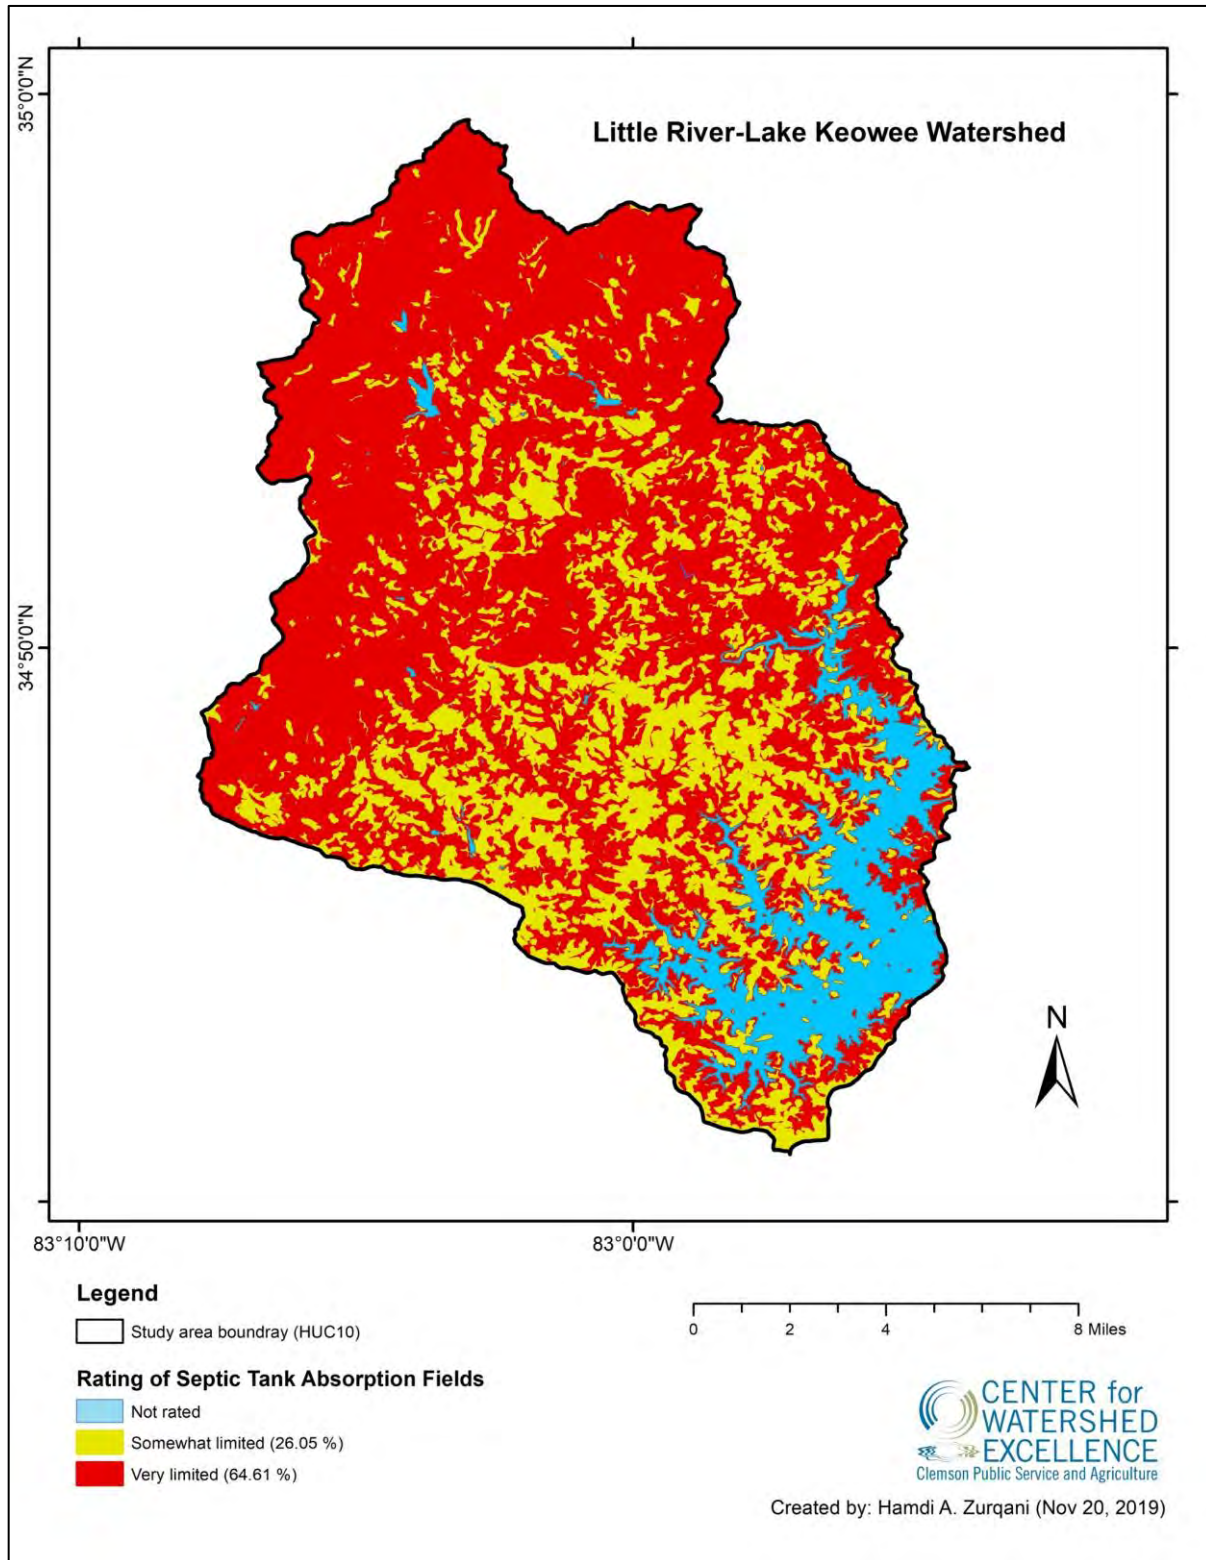 Little River-Lake Keowee Watershed
35°0'0"N
34°50'0"N
N
83°10'0"W
83°0'0"W
Legend
Study area boundray (HUC10)
Rating of Septic Tank Absorption Fields
Not rated
Somewhat limited (26.05 %)
Very limited (64.61 %)
0 2 4 8 Miles
CENTER for
WATERSHED
EXCELLENCE
Clemson Public Service and Agriculture
Created by: Hamdi A. Zurqani (Nov 20, 2019)